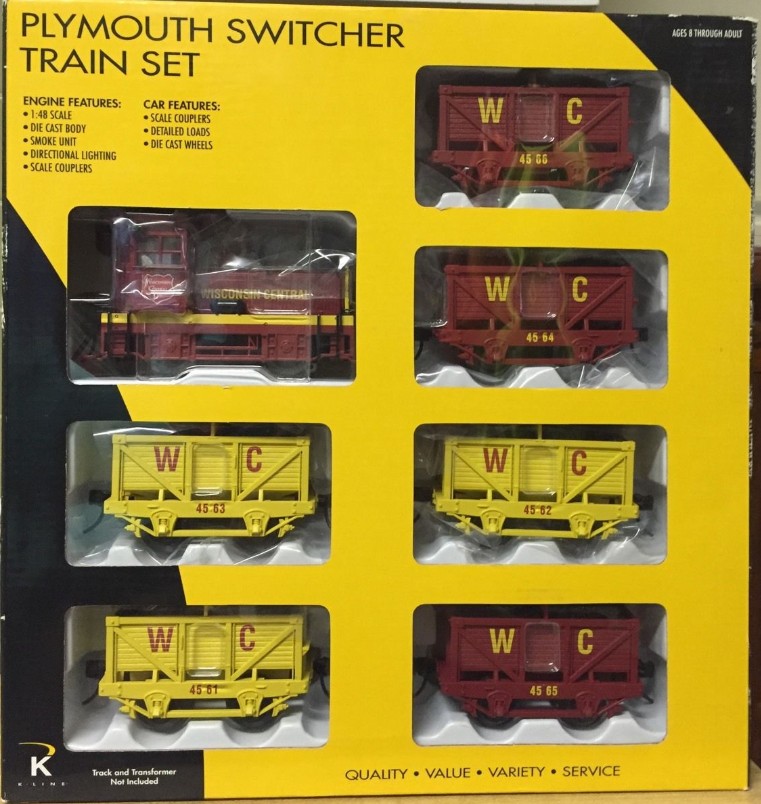 PLYMOUTH SWITCHER
TRAIN SET
AGES 8 THROUGH ADULT
ENGINE FEATURES:
• 1:48 SCALE
• DIE CAST BODY
• SMOKE UNIT
• DIRECTIONAL LIGHTING
• SCALE COUPLERS
CAR FEATURES:
• SCALE COUPLERS
• DETAILED LOADS
• DIE CAST WHEELS
W C
45 66
WISCONSIN CENTRAL
W C
45 64
W C
45 63
W C
45 62
W C
45 61
W C
45 65
K
K-LINE
Track and Transformer
Not Included
QUALITY • VALUE • VARIETY • SERVICE